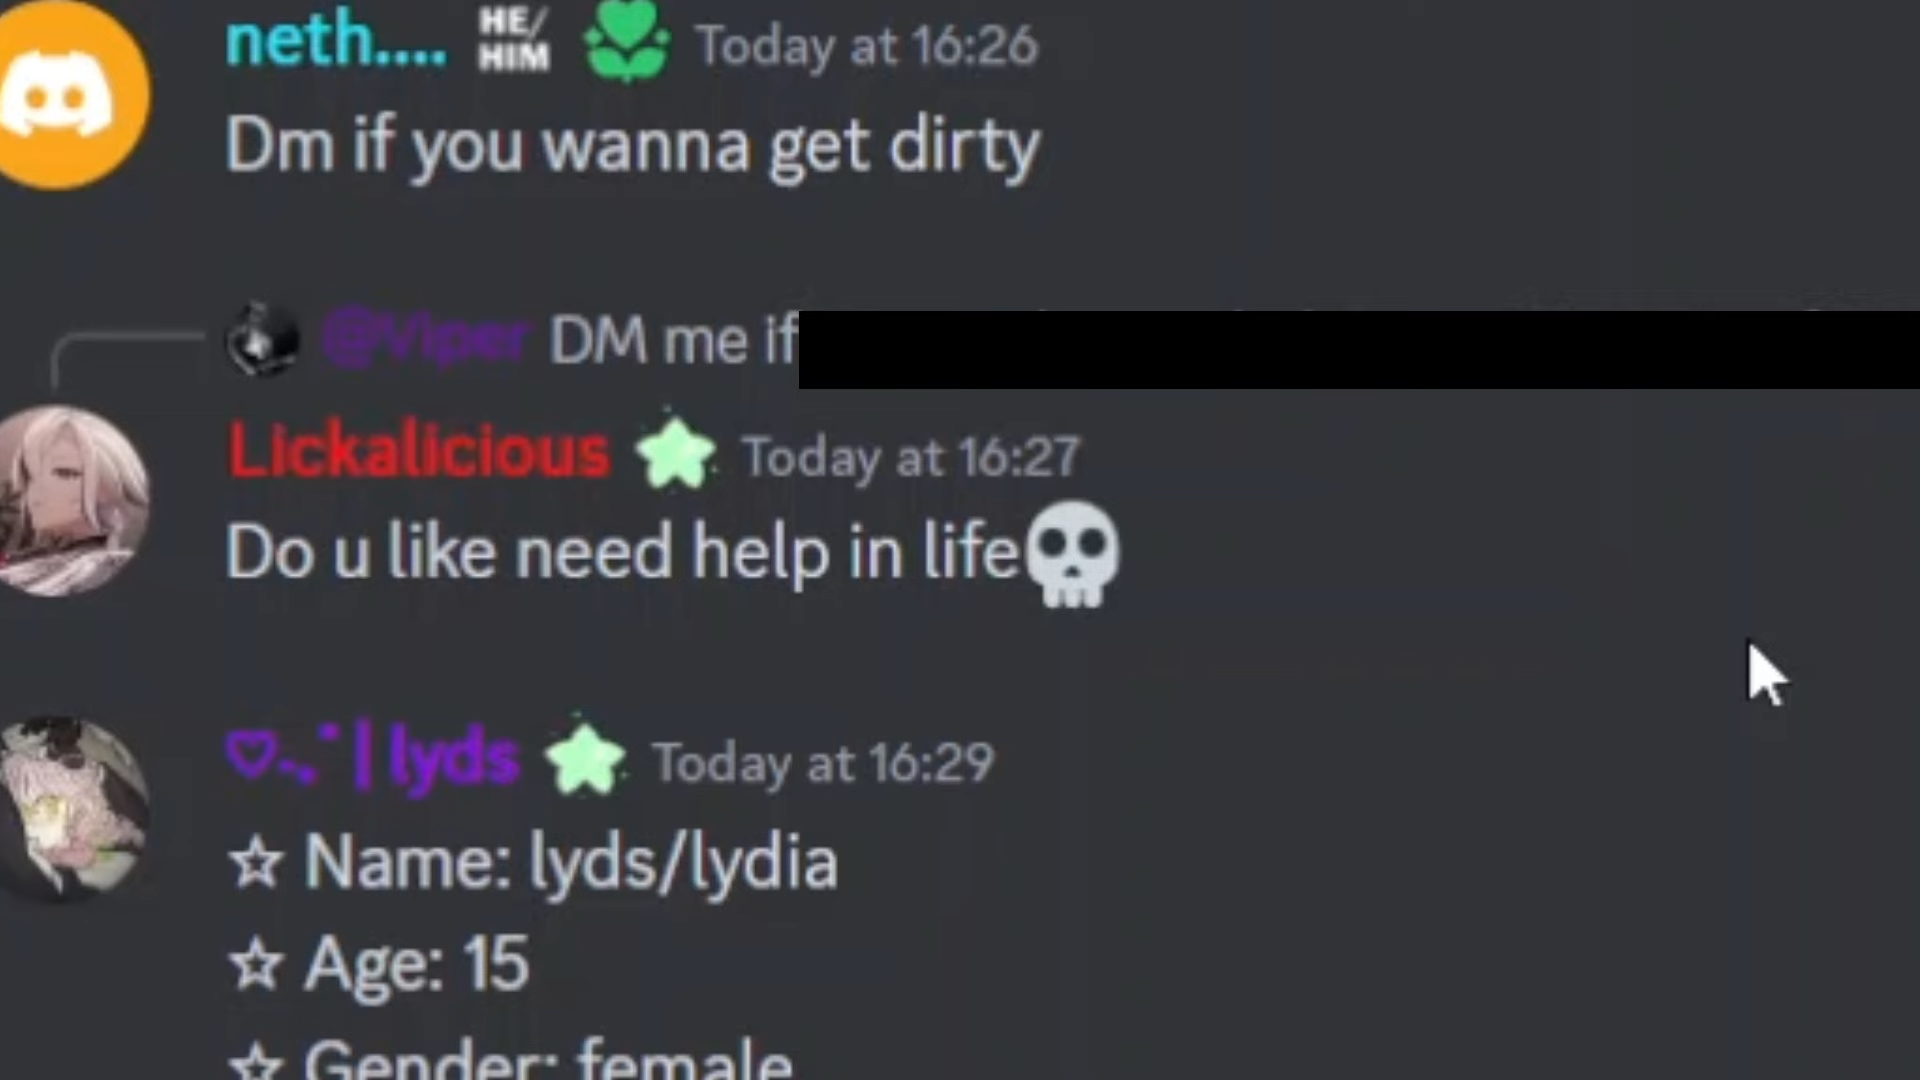 neth.... HE/HIM Today at 16:26
Dm if you wanna get dirty
@Viper DM me if
Lickalicious Today at 16:27
Do u like need help in life💀
♡-ˏˋ | lyds Today at 16:29
☆ Name: lyds/lydia
☆ Age: 15
☆ Gender: female